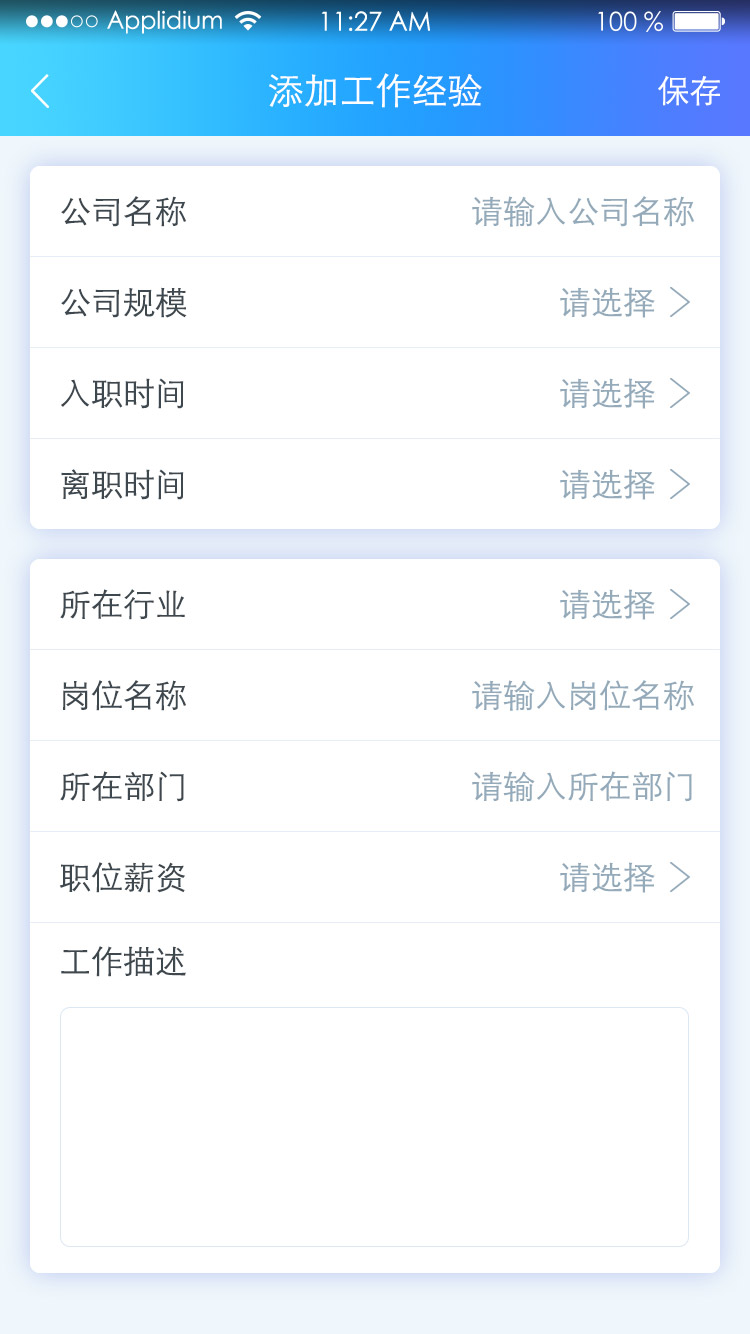 Applidium 11:27 AM 100 %
添加工作经验 保存
公司名称 请输入公司名称
公司规模 请选择
入职时间 请选择
离职时间 请选择
所在行业 请选择
岗位名称 请输入岗位名称
所在部门 请输入所在部门
职位薪资 请选择
工作描述